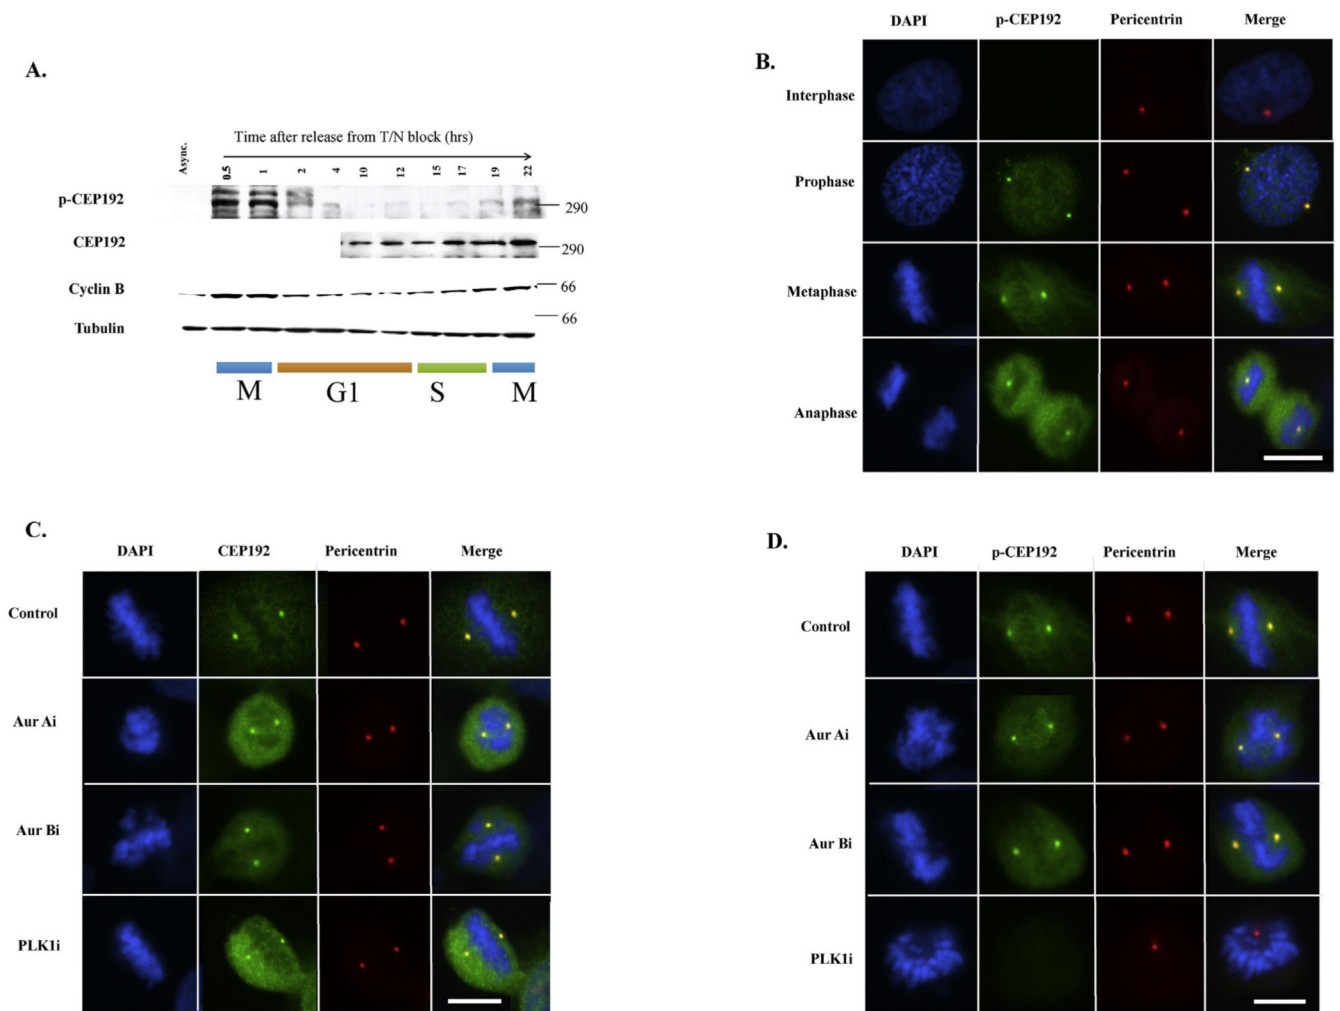 A.
Time after release from T/N block (hrs)
Async. 0.5 1 2 4 10 12 15 17 19 22
p-CEP192 290
CEP192 290
Cyclin B 66
66
Tubulin
M G1 S M
B.
DAPI p-CEP192 Pericentrin Merge
Interphase
Prophase
Metaphase
Anaphase
C.
DAPI CEP192 Pericentrin Merge
Control
Aur Ai
Aur Bi
PLK1i
D.
DAPI p-CEP192 Pericentrin Merge
Control
Aur Ai
Aur Bi
PLK1i